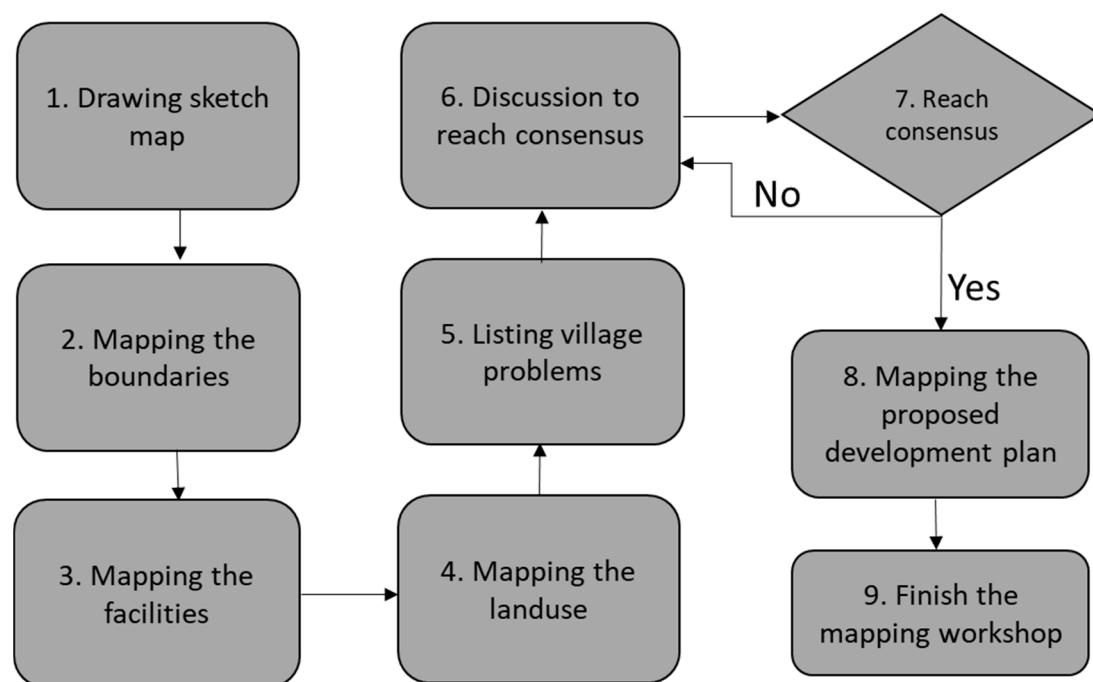 1. Drawing sketch
map
2. Mapping the
boundaries
3. Mapping the
facilities
4. Mapping the
landuse
5. Listing village
problems
6. Discussion to
reach consensus
7. Reach
consensus
No
Yes
8. Mapping the
proposed
development plan
9. Finish the
mapping workshop